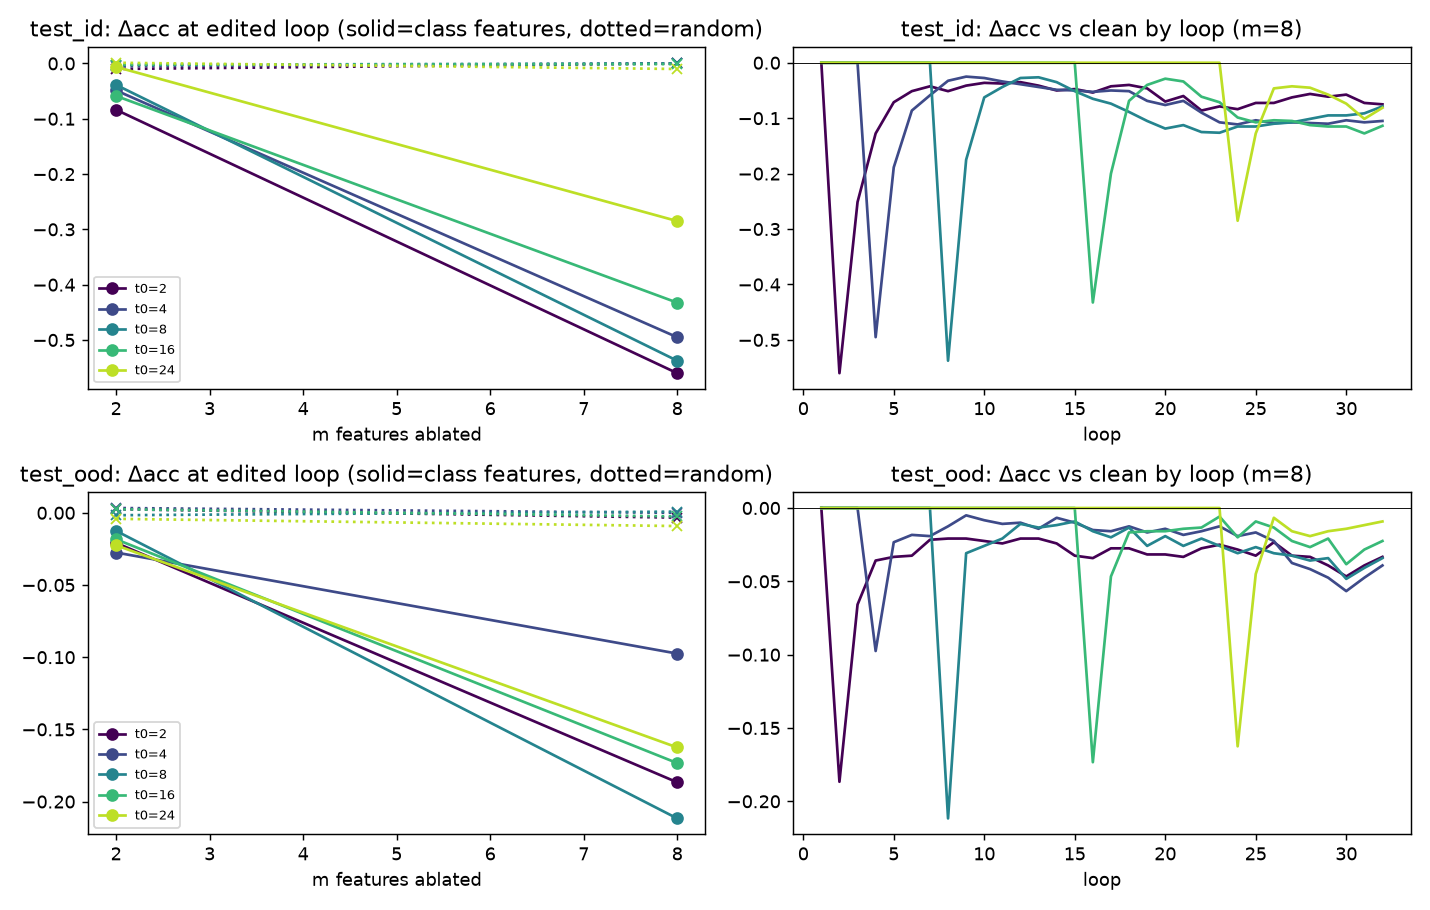 test_id: Δacc at edited loop (solid=class features, dotted=random)
0.0
−0.1
−0.2
−0.3
−0.4
−0.5
t0=2
t0=4
t0=8
t0=16
t0=24
2 3 4 5 6 7 8
m features ablated
test_id: Δacc vs clean by loop (m=8)
0.0
−0.1
−0.2
−0.3
−0.4
−0.5
0 5 10 15 20 25 30
loop
test_ood: Δacc at edited loop (solid=class features, dotted=random)
0.00
−0.05
−0.10
−0.15
−0.20
t0=2
t0=4
t0=8
t0=16
t0=24
2 3 4 5 6 7 8
m features ablated
test_ood: Δacc vs clean by loop (m=8)
0.00
−0.05
−0.10
−0.15
−0.20
0 5 10 15 20 25 30
loop